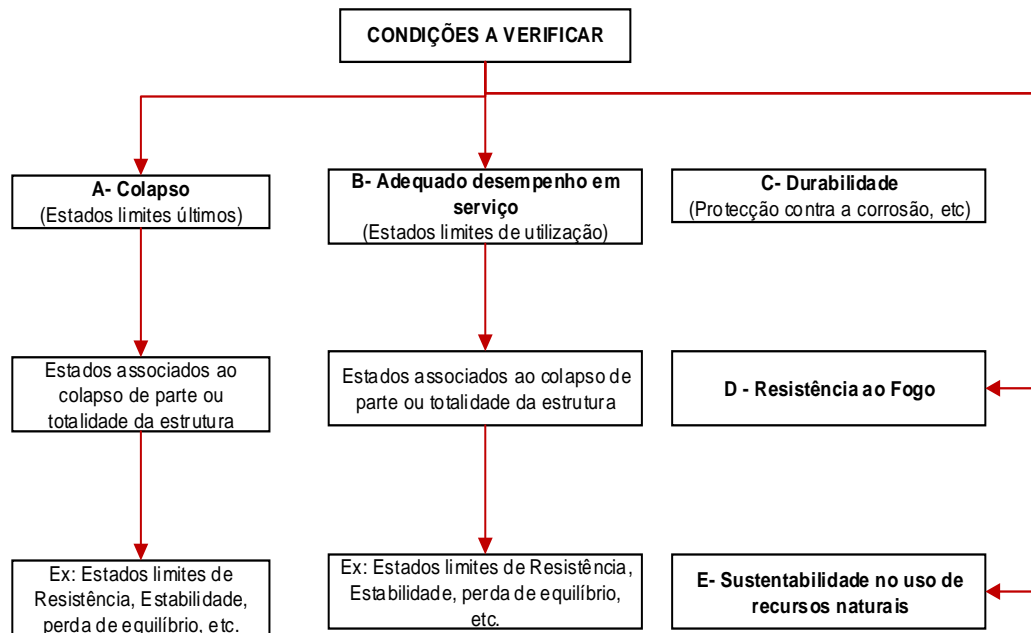 CONDIÇÕES A VERIFICAR
A- Colapso
(Estados limites últimos)
B- Adequado desempenho em
serviço
(Estados limites de utilização)
C- Durabilidade
(Protecção contra a corrosão, etc)
Estados associados ao
colapso de parte ou
totalidade da estrutura
Estados associados ao colapso de
parte ou totalidade da estrutura
D - Resistência ao Fogo
Ex: Estados limites de
Resistência, Estabilidade,
perda de equilíbrio, etc.
Ex: Estados limites de Resistência,
Estabilidade, perda de equilíbrio,
etc.
E- Sustentabilidade no uso de
recursos naturais